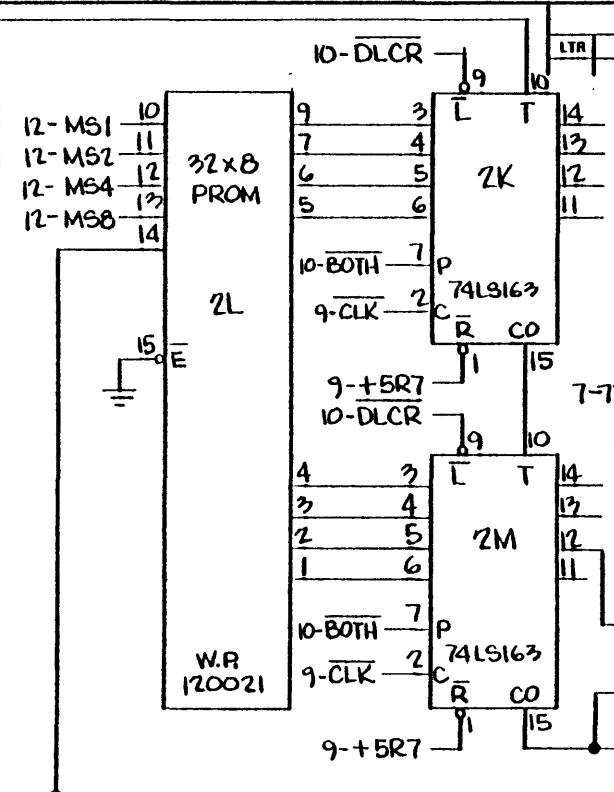 10-DLCR
LTR
9 10
L T
12-MS1 10 9 3 14
12-MS2 11 7 4 13
12-MS4 12 6 5 12
12-MS8 13 5 6 11
32x8
PROM
2K
14
10-BOTH 7 P
74LS163
2L
9-CLK 2 C
R CO
15 E
1 15
9-+5R7
7-7
10-DLCR
9 10
L T
4 3 14
3 4 13
2 5 12
1 6 11
2M
10-BOTH 7 P
74LS163
W.P.
120021
9-CLK 2 C
R CO
1 15
9-+5R7